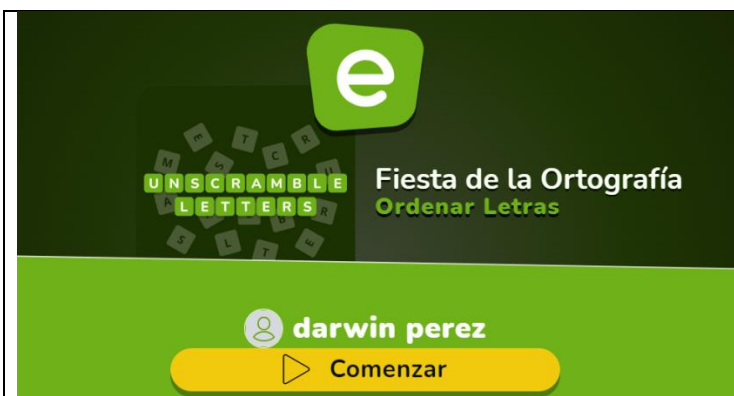 e
UNSCRAMBLE
LETTERS
Fiesta de la Ortografía
Ordenar Letras
darwin perez
Comenzar